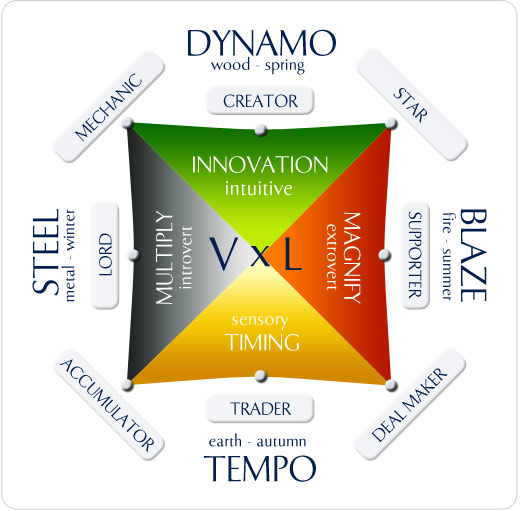 DYNAMO
wood - spring
MECHANIC
CREATOR
STAR
INNOVATION
intuitive
STEEL
metal - winter
LORD
MULTIPLY
introvert
V x L
MAGNIFY
extrovert
SUPPORTER
BLAZE
fire - summer
sensory
TIMING
ACCUMULATOR
TRADER
DEAL MAKER
earth - autumn
TEMPO